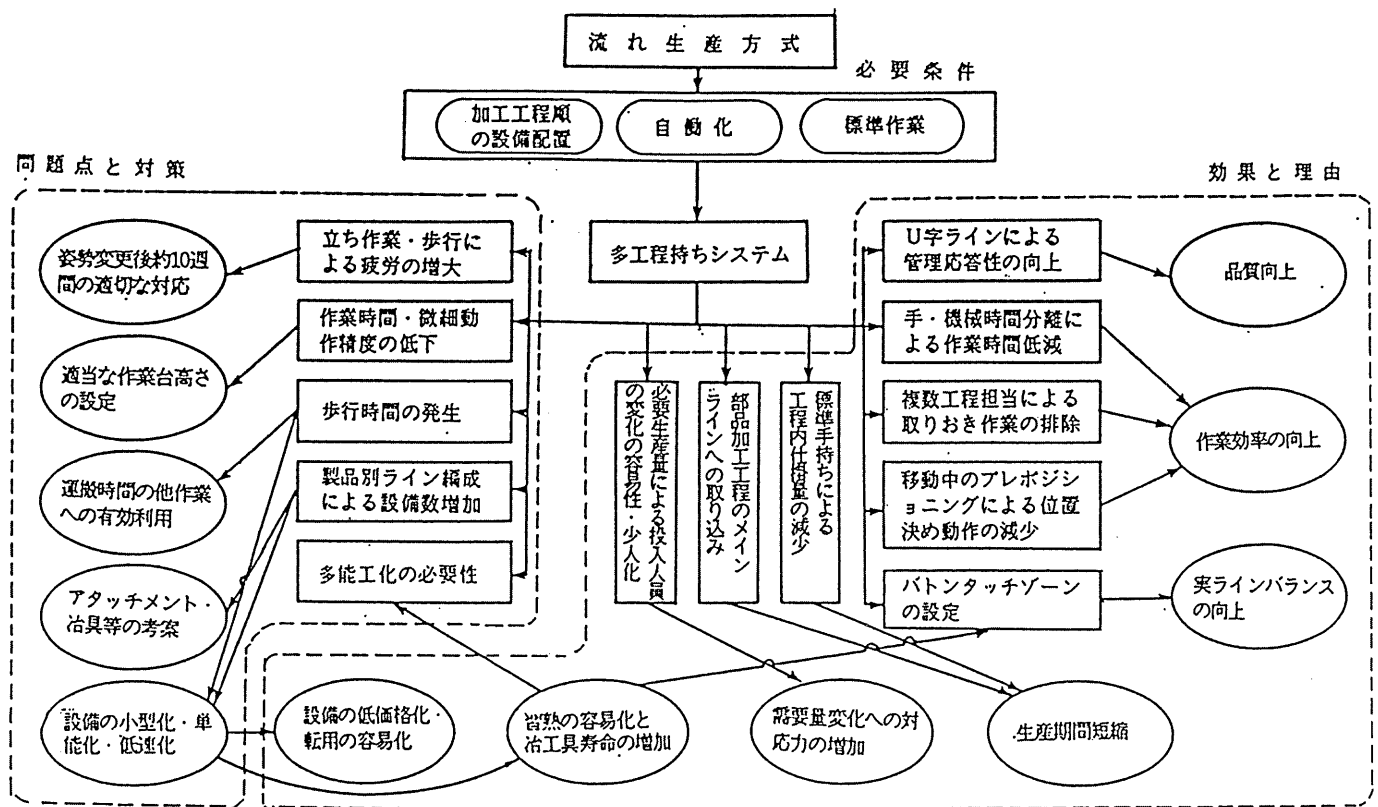 流れ生産方式
必要条件
加工工程順
の設備配置
自働化
標準作業
問題点と対策
効果と理由
姿勢変更後約10週
間の適切な対応
立ち作業・歩行に
よる疲労の増大
多工程持ちシステム
U字ラインによる
管理応答性の向上
品質向上
適当な作業台高さ
の設定
作業時間・微細動
作精度の低下
手・機械時間分離に
よる作業時間低減
歩行時間の発生
必要生産量による投入人員
の変化の容易性・少人化
部品加工工程のメイン
ラインへの取り込み
標準手持ちによる
工程内仕掛量の減少
複数工程担当による
取りおき作業の排除
作業効率の向上
運搬時間の他作業
への有効利用
製品別ライン編成
による設備数増加
移動中のプレポジシ
ョニングによる位置
決め動作の減少
アタッチメント・
冶具等の考案
多能工化の必要性
バトンタッチゾーン
の設定
実ラインバランス
の向上
設備の小型化・単
能化・低速化
設備の低価格化・
転用の容易化
習熟の容易化と
冶工具寿命の増加
需要量変化への対
応力の増加
生産期間短縮